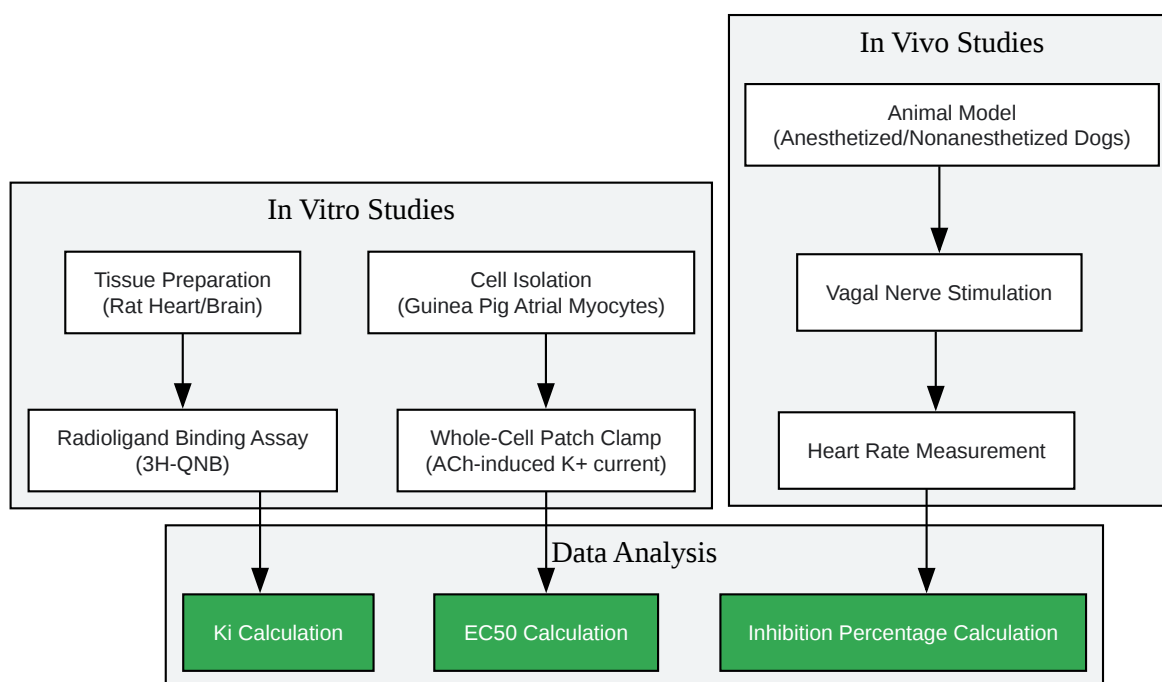 In Vivo Studies
Animal Model
(Anesthetized/Nonanesthetized Dogs)
Vagal Nerve Stimulation
Heart Rate Measurement
In Vitro Studies
Tissue Preparation
(Rat Heart/Brain)
Cell Isolation
(Guinea Pig Atrial Myocytes)
Radioligand Binding Assay
(3H-QNB)
Whole-Cell Patch Clamp
(ACh-induced K+ current)
Data Analysis
Ki Calculation
EC50 Calculation
Inhibition Percentage Calculation